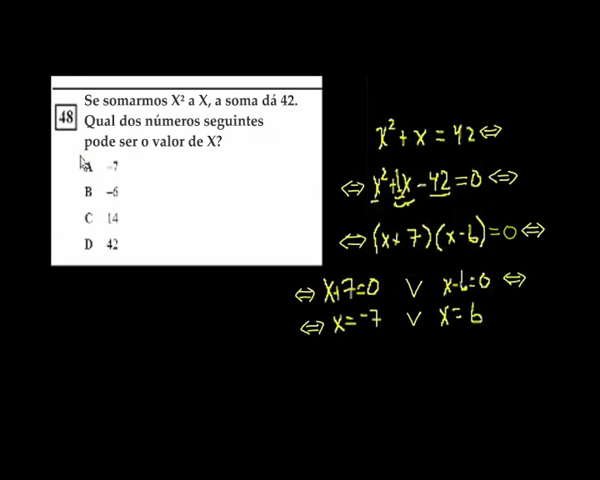 48
Se somarmos X² a X, a soma dá 42.
Qual dos números seguintes
pode ser o valor de X?
A -7
B -6
C 14
D 42
x² + x = 42 ⇔
⇔ x² + 1x - 42 = 0 ⇔
⇔ (x + 7)(x - 6) = 0 ⇔
⇔ x + 7 = 0 ∨ x - 6 = 0 ⇔
⇔ x = -7 ∨ x = 6